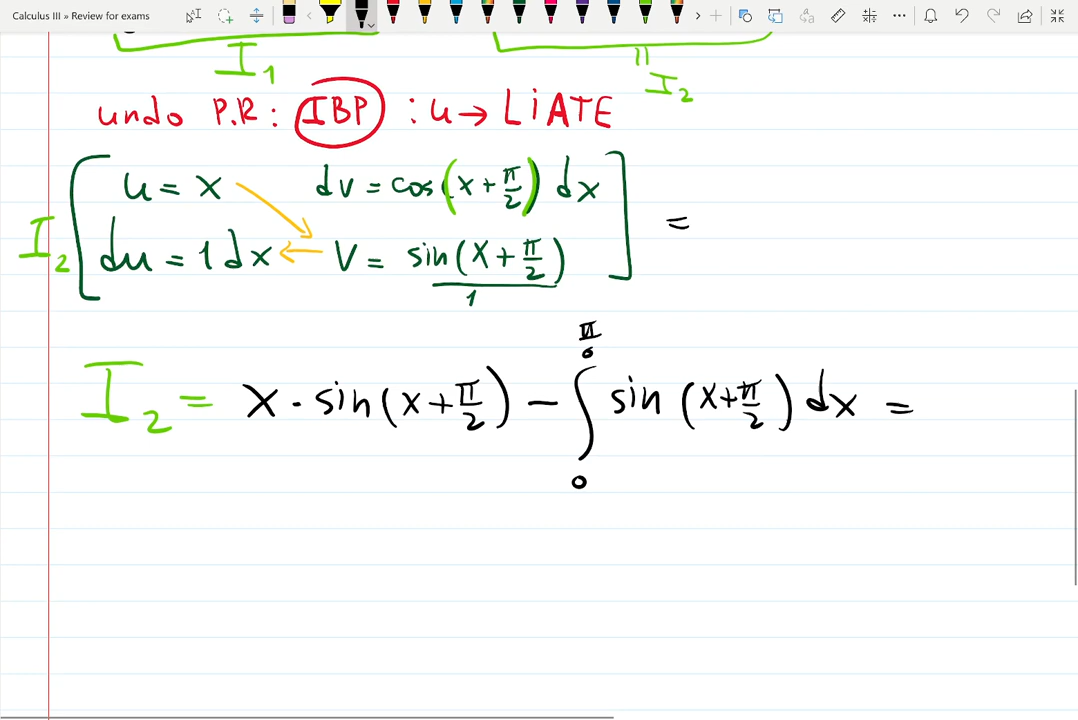 Calculus III » Review for exams
I₁
I₂
undo P.R: IBP : u → LiATE
u = x dv = cos(x + π/2) dx
I₂ =
du = 1 dx v = sin(x + π/2)/1
I₂ = x · sin(x + π/2) − ∫₀^(π/6) sin(x + π/2) dx =